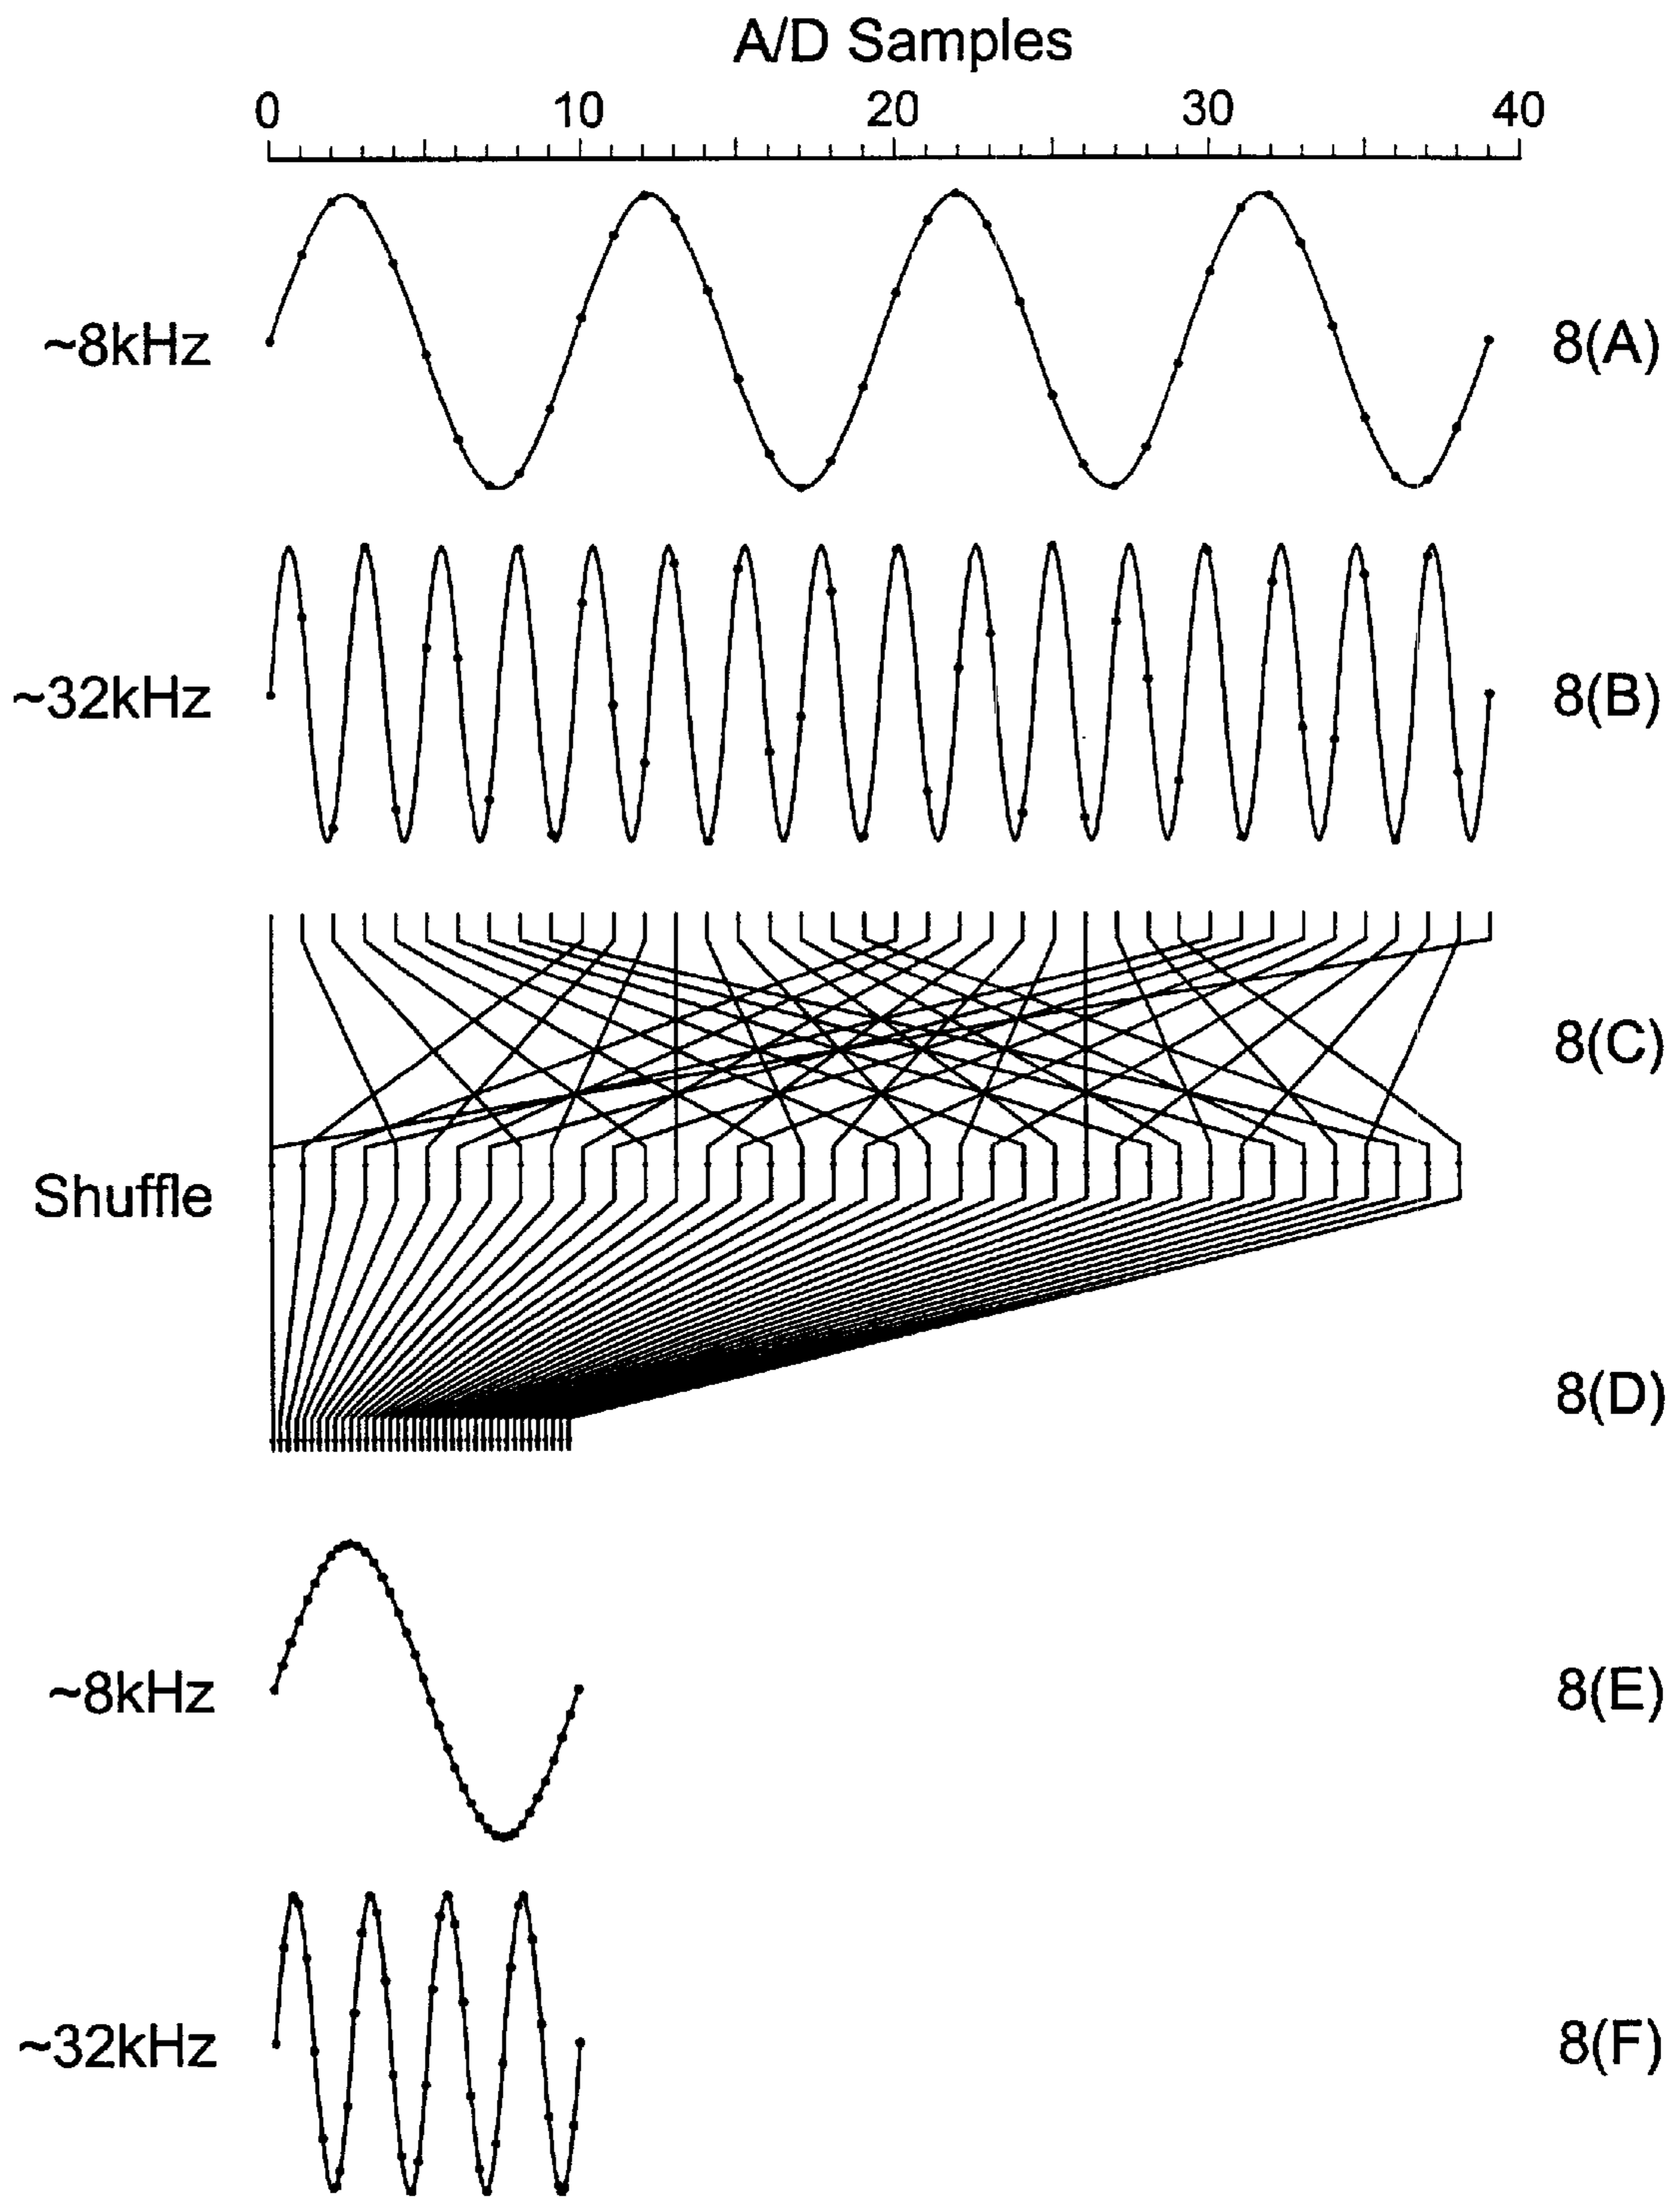 A/D Samples
0 10 20 30 40
~8kHz 8(A)
~32kHz 8(B)
8(C)
Shuffle
8(D)
~8kHz 8(E)
~32kHz 8(F)